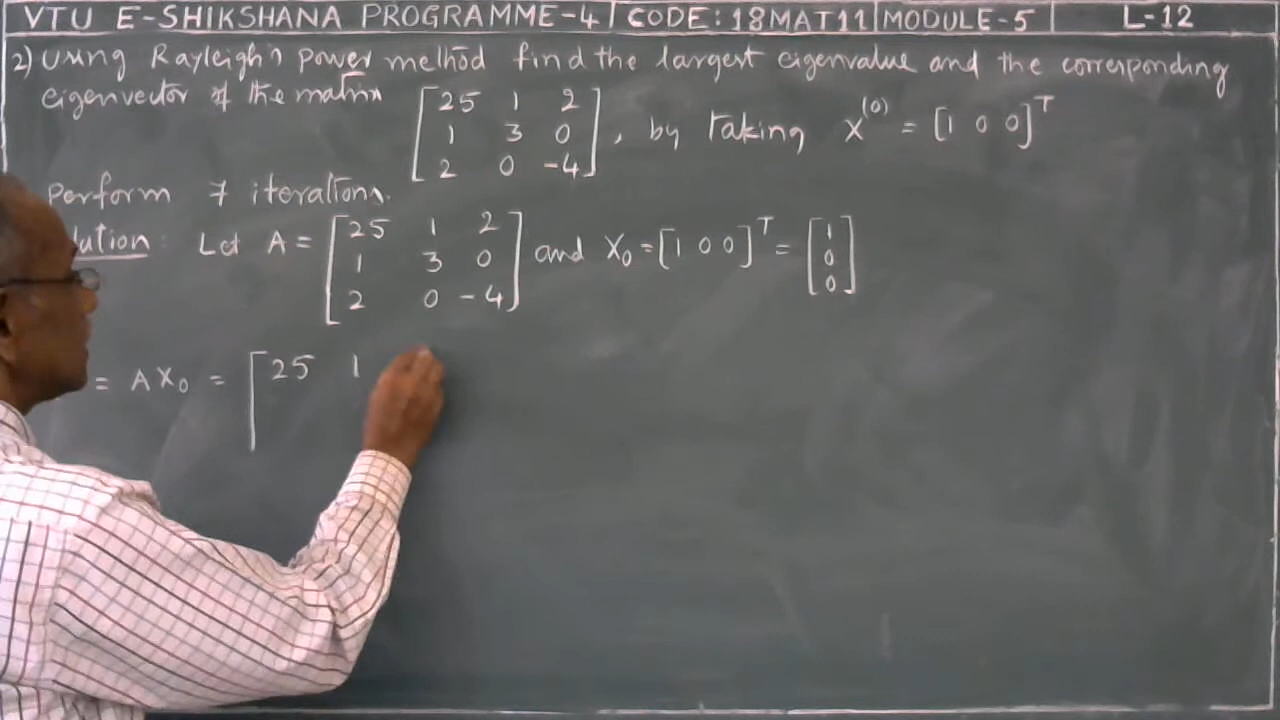 VTU E-SHIKSHANA PROGRAMME-4 CODE:18MAT11 MODULE-5 L-12
2) Using Rayleigh's power method find the largest eigenvalue and the corresponding
eigenvector of the matrix [25 1 2
1 3 0
2 0 -4], by taking X^(0) = [1 0 0]^T
Perform 7 iterations.
lution: Let A = [25 1 2
1 3 0
2 0 -4] and X₀ = [1 0 0]^T = [1
0
0]
= AX₀ = [25 1